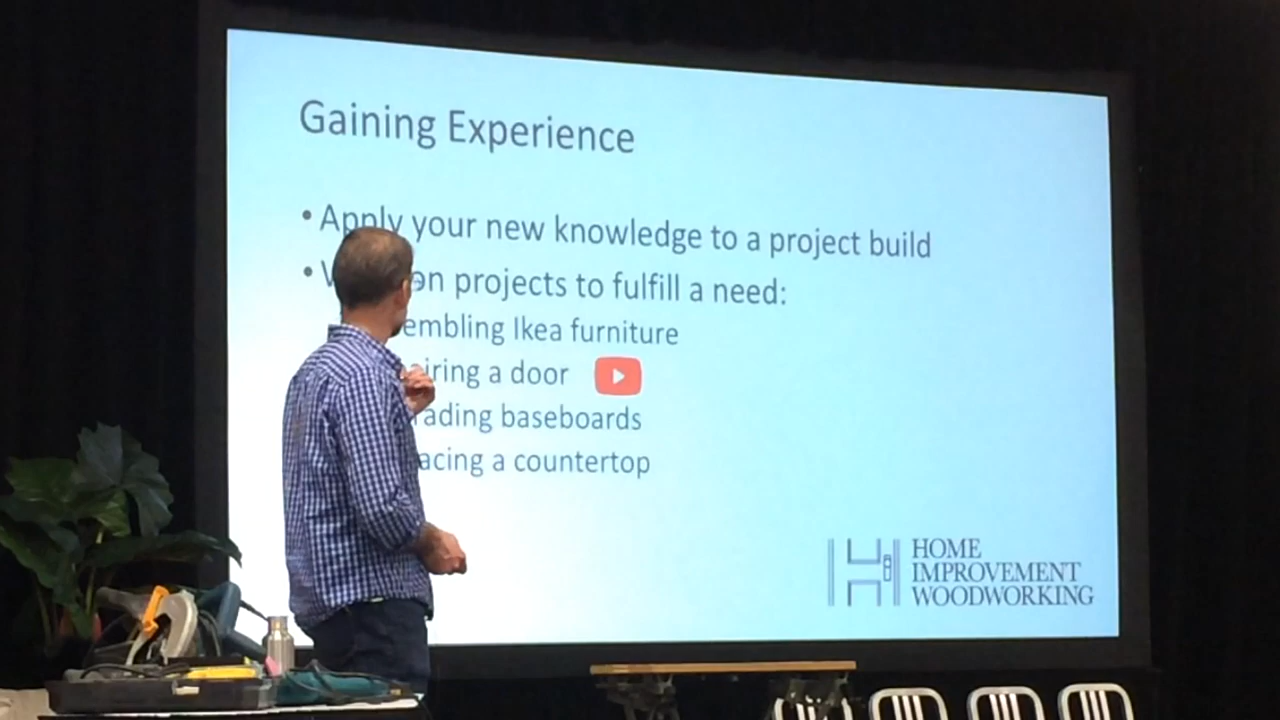 Gaining Experience
• Apply your new knowledge to a project build
• on projects to fulfill a need:
embling Ikea furniture
iring a door
rading baseboards
acing a countertop
HOME
IMPROVEMENT
WOODWORKING